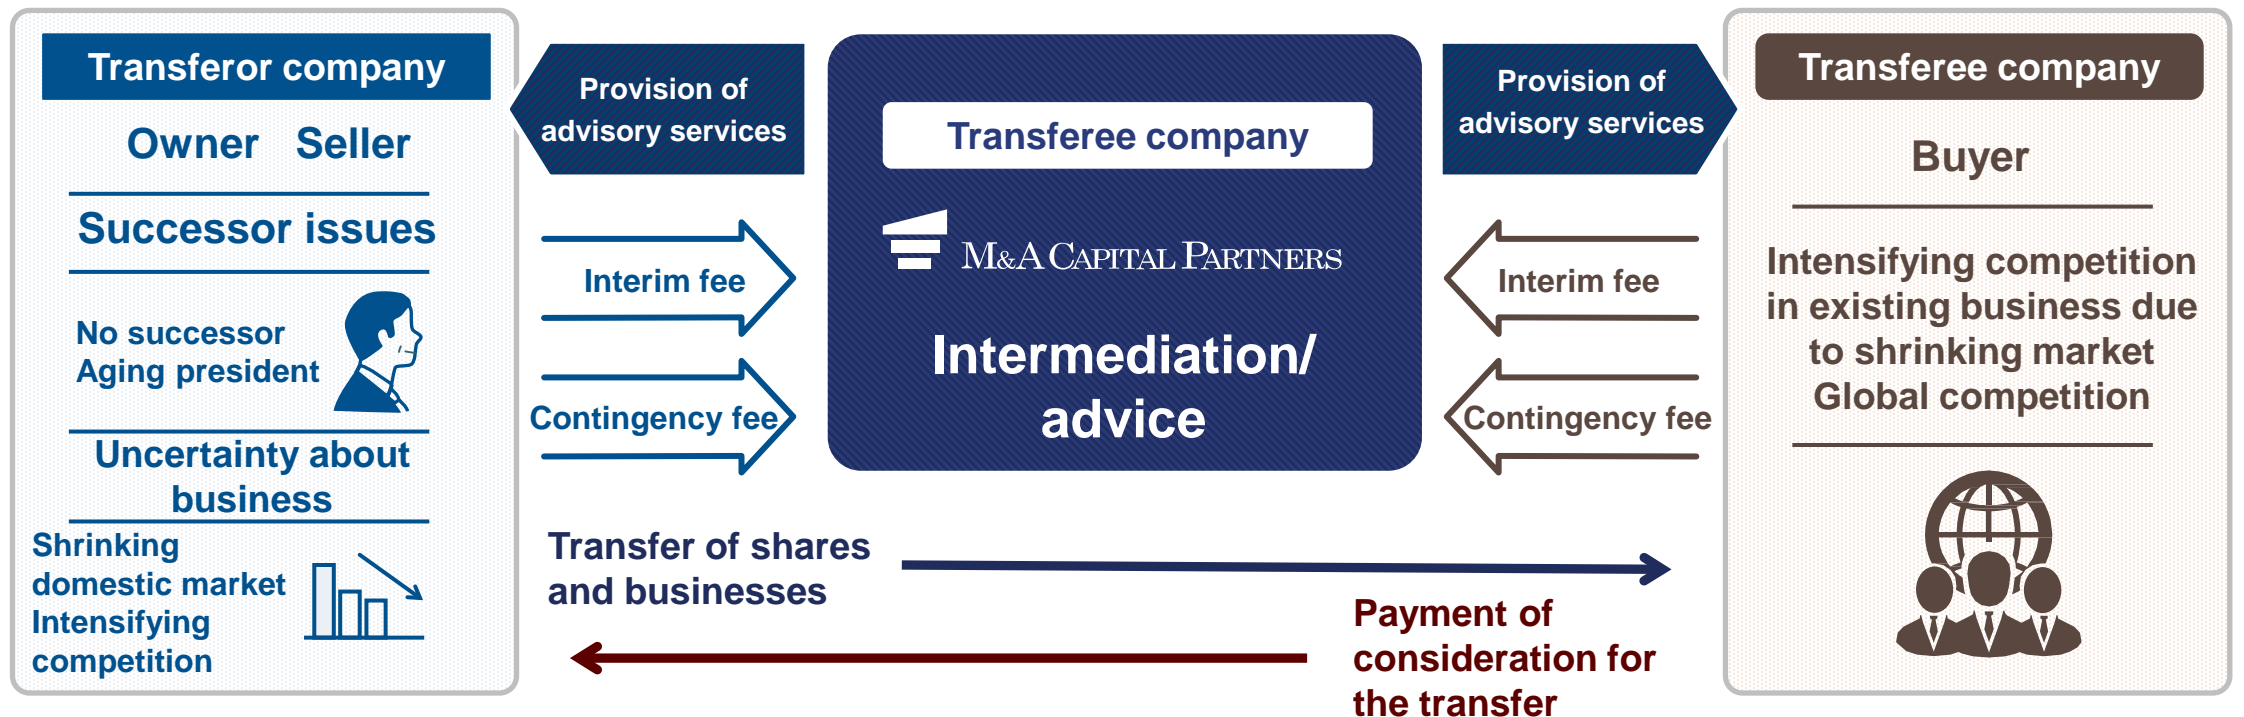 Transferor company
Owner Seller
Successor issues
No successor
Aging president
Uncertainty about
business
Shrinking
domestic market
Intensifying
competition
Provision of
advisory services
Interim fee
Contingency fee
Transferee company
M&A CAPITAL PARTNERS
Intermediation/
advice
Provision of
advisory services
Interim fee
Contingency fee
Transfer of shares
and businesses
Payment of
consideration for
the transfer
Transferee company
Buyer
Intensifying competition
in existing business due
to shrinking market
Global competition